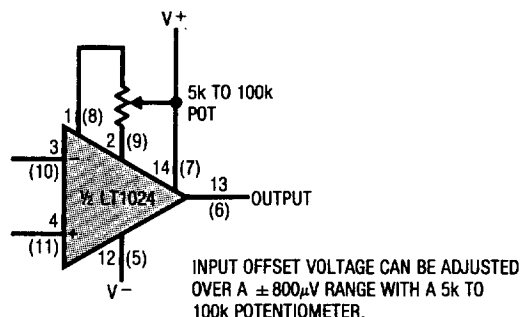 V+
5k TO 100k
POT
1 (8)
2 (9)
3
(10)
−
14 (7)
½ LT1024
13
(6)
OUTPUT
4
(11)
+
12 (5)
V−
INPUT OFFSET VOLTAGE CAN BE ADJUSTED
OVER A ±800µV RANGE WITH A 5k TO
100k POTENTIOMETER.